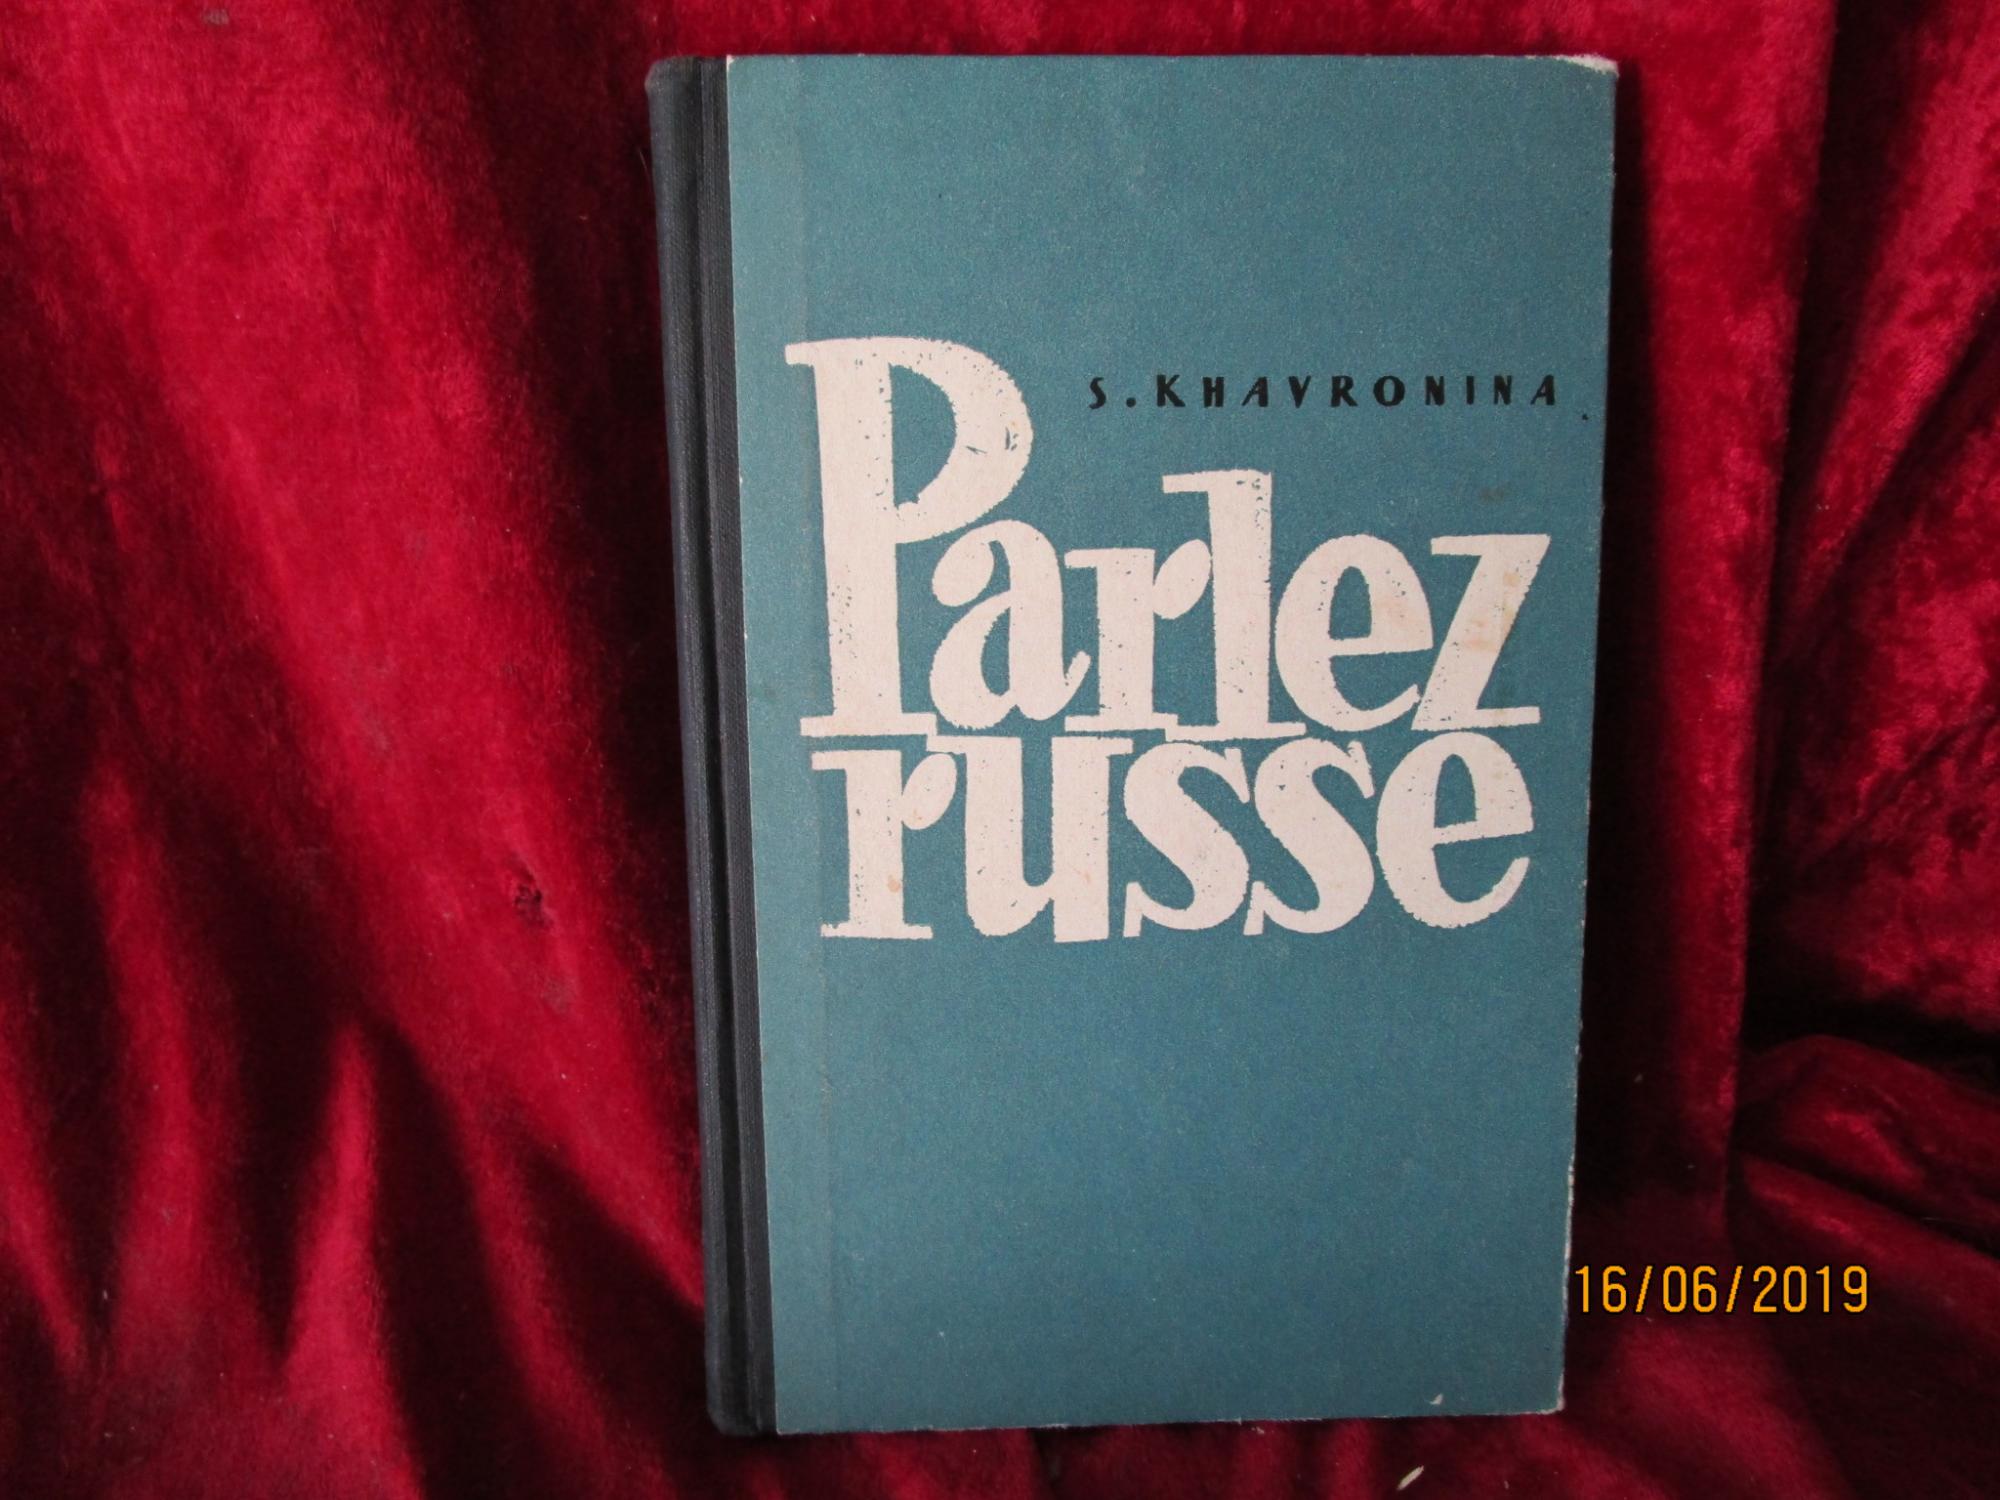 S. KHAVRONINA
Parlez
russe
16/06/2019